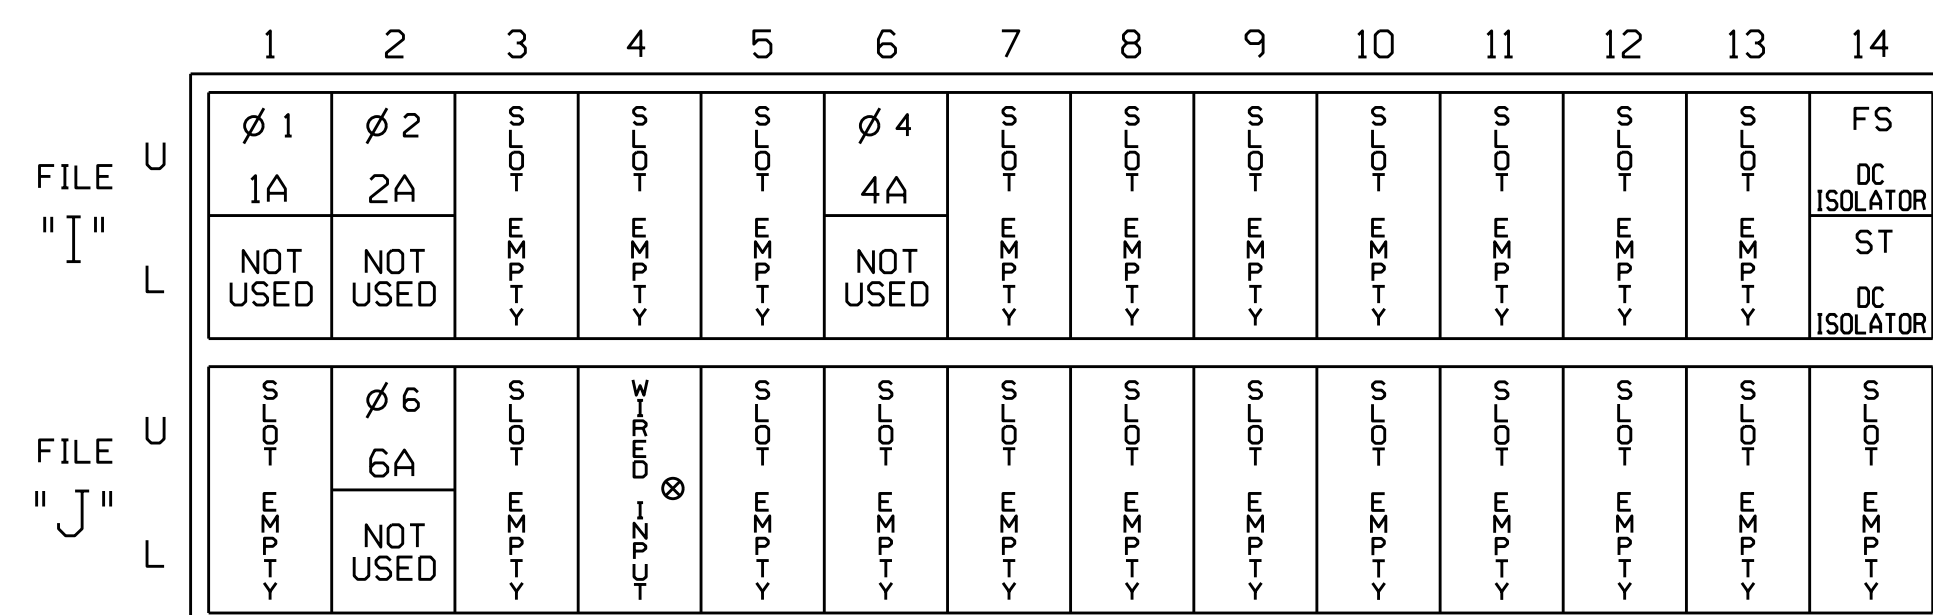 1 2 3 4 5 6 7 8 9 10 11 12 13 14
FILE "I"
U
L
Ø 1 1A
NOT USED
Ø 2 2A
NOT USED
SLOT EMPTY
SLOT EMPTY
SLOT EMPTY
Ø 4 4A
NOT USED
SLOT EMPTY
SLOT EMPTY
SLOT EMPTY
SLOT EMPTY
SLOT EMPTY
SLOT EMPTY
SLOT EMPTY
FS DC ISOLATOR
ST DC ISOLATOR
FILE "J"
U
L
SLOT EMPTY
Ø 6 6A
NOT USED
SLOT EMPTY
WIRED INPUT ⊗
SLOT EMPTY
SLOT EMPTY
SLOT EMPTY
SLOT EMPTY
SLOT EMPTY
SLOT EMPTY
SLOT EMPTY
SLOT EMPTY
SLOT EMPTY
SLOT EMPTY